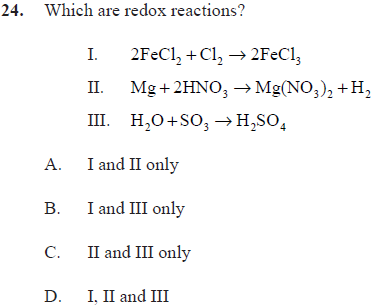 24. Which are redox reactions?
I. 2FeCl₂ + Cl₂ → 2FeCl₃
II. Mg + 2HNO₃ → Mg(NO₃)₂ + H₂
III. H₂O + SO₃ → H₂SO₄
A. I and II only
B. I and III only
C. II and III only
D. I, II and III